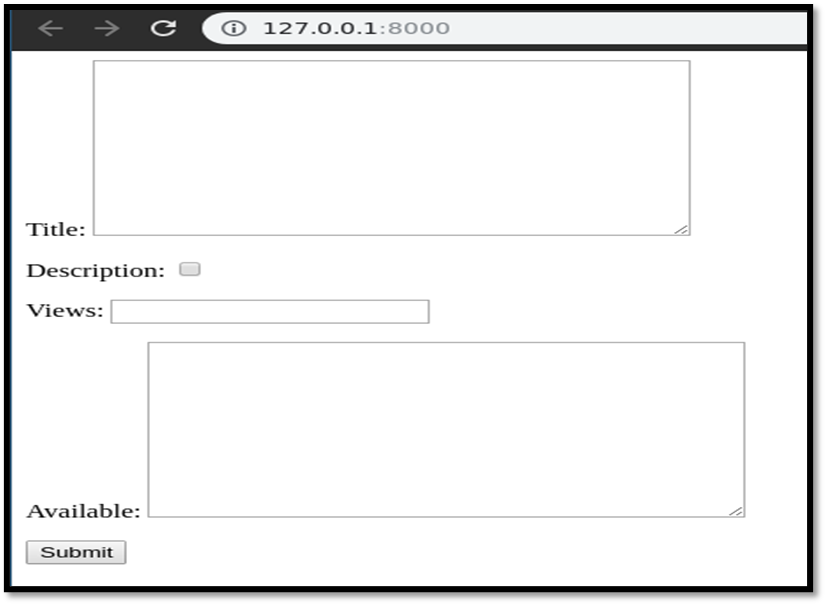 127.0.0.1:8000
Title:
Description:
Views:
Available:
Submit